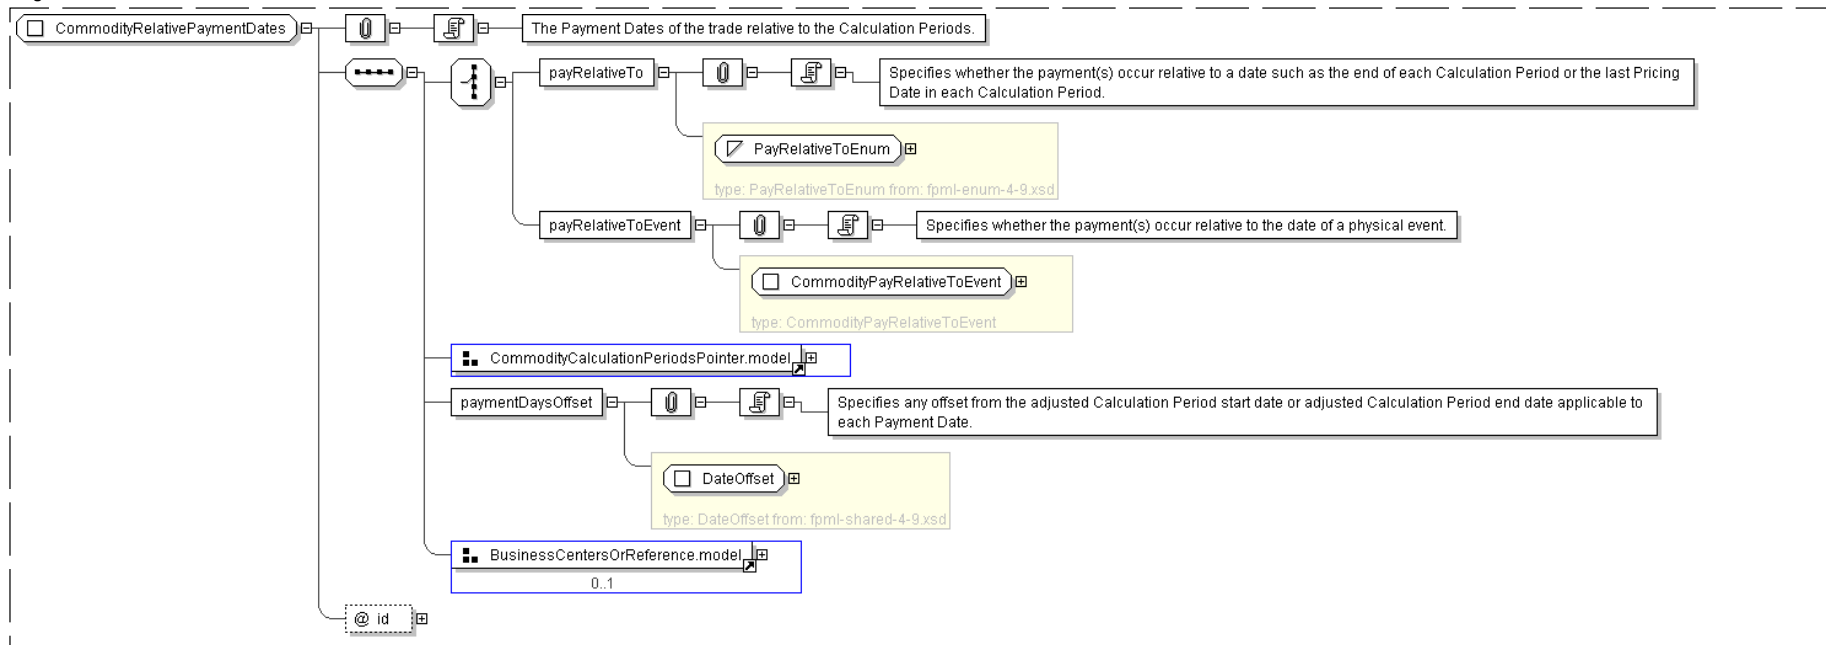 CommodityRelativePaymentDates
The Payment Dates of the trade relative to the Calculation Periods.
payRelativeTo
Specifies whether the payment(s) occur relative to a date such as the end of each Calculation Period or the last Pricing
Date in each Calculation Period.
PayRelativeToEnum
type: PayRelativeToEnum from: fpml-enum-4-9.xsd
payRelativeToEvent
Specifies whether the payment(s) occur relative to the date of a physical event.
CommodityPayRelativeToEvent
type: CommodityPayRelativeToEvent
CommodityCalculationPeriodsPointer.model
paymentDaysOffset
Specifies any offset from the adjusted Calculation Period start date or adjusted Calculation Period end date applicable to
each Payment Date.
DateOffset
type: DateOffset from: fpml-shared-4-9.xsd
BusinessCentersOrReference.model
0..1
@ id